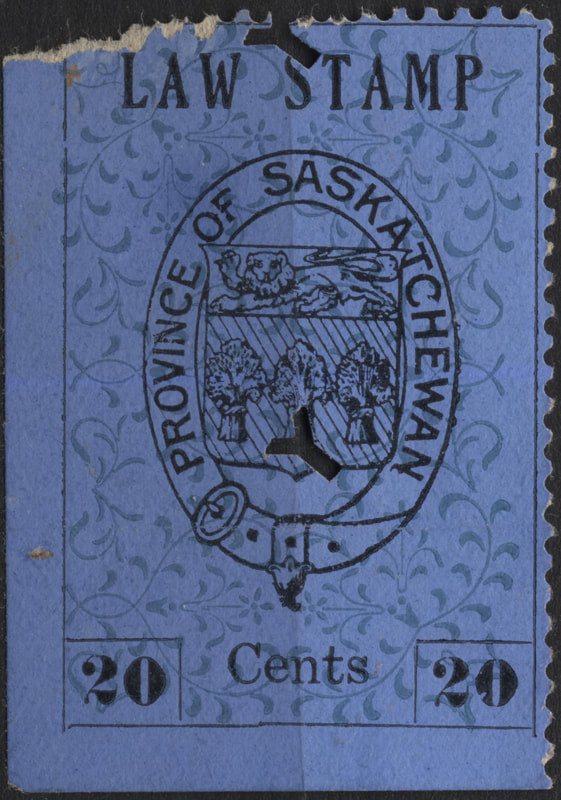 LAW STAMP
PROVINCE OF SASKATCHEWAN
20 Cents 20